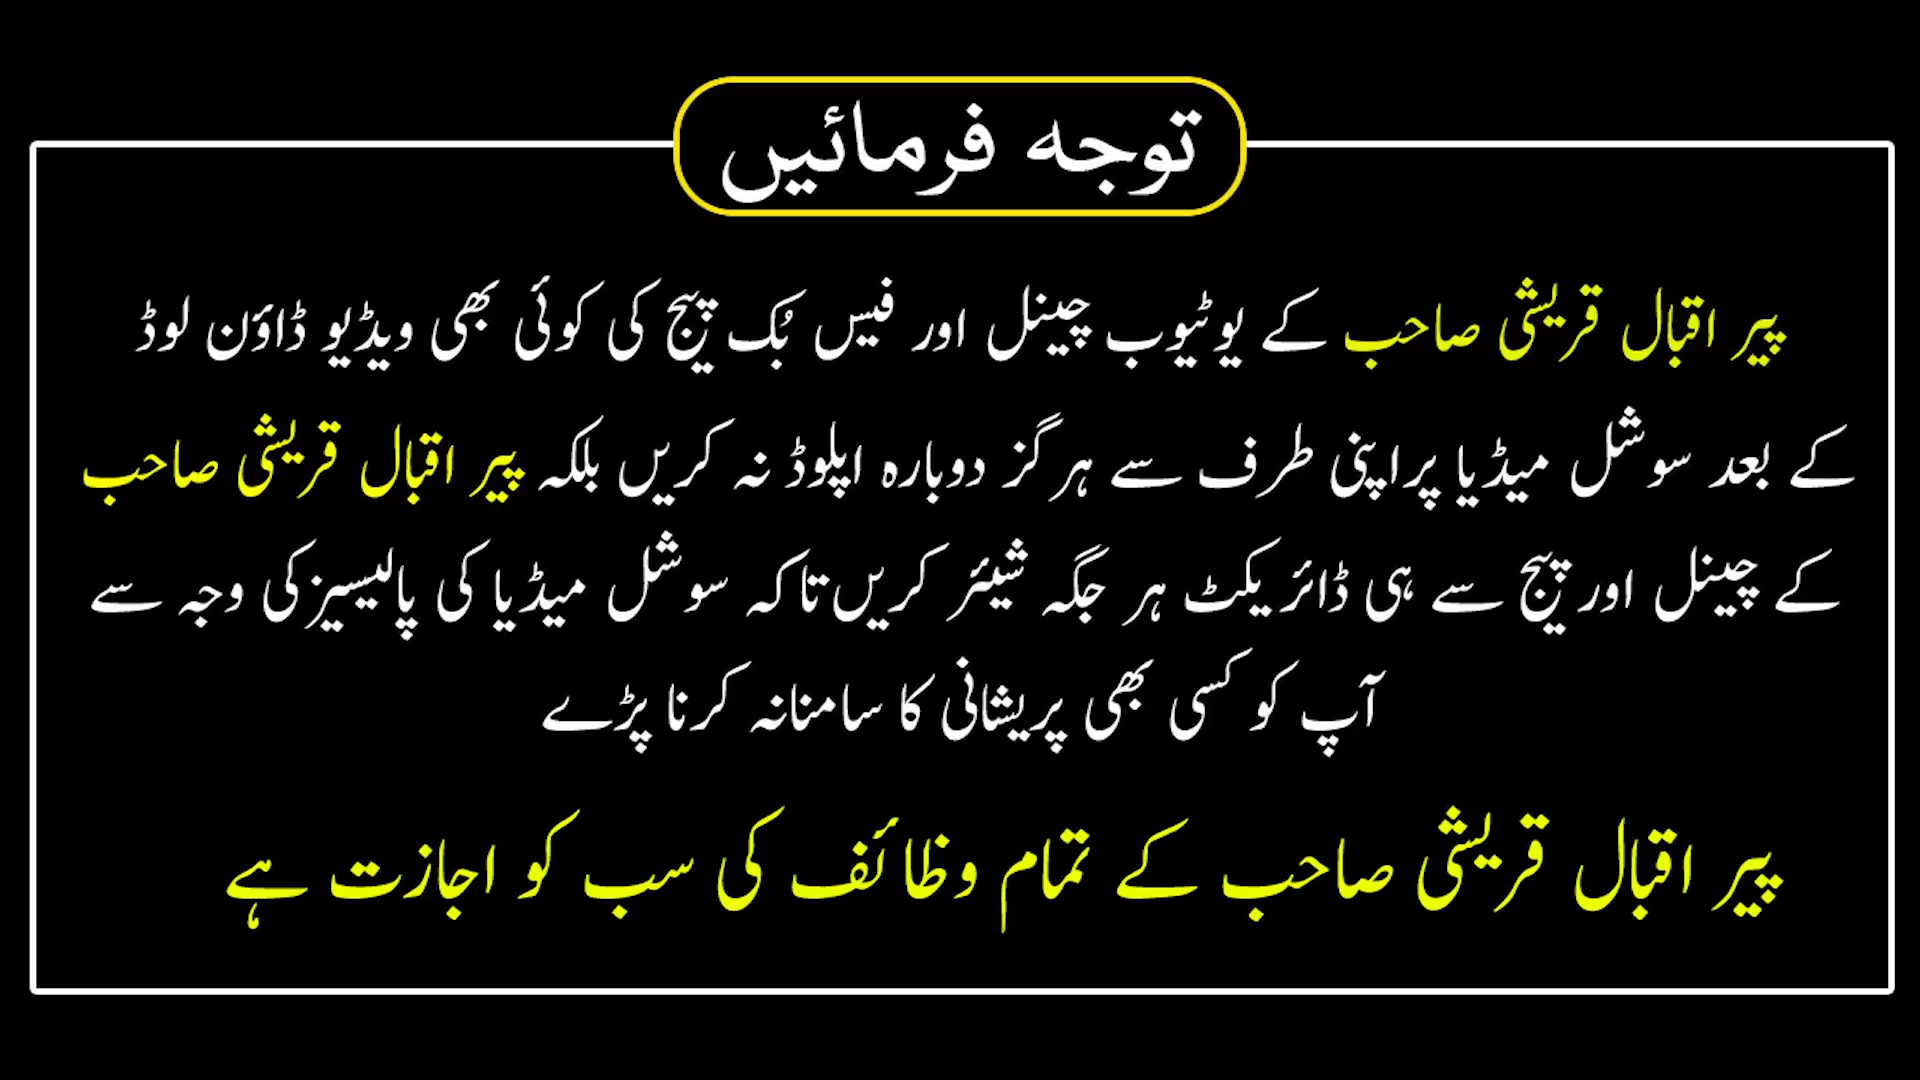 توجہ فرمائیں
پیر اقبال قریشی صاحب کے یوٹیوب چینل اور فیس بُک پیج کی کوئی بھی ویڈیو ڈاؤن لوڈ
کے بعد سوشل میڈیا پر اپنی طرف سے ہرگز دوبارہ اپلوڈ نہ کریں بلکہ پیر اقبال قریشی صاحب
کے چینل اور پیج سے ہی ڈائریکٹ ہر جگہ شیئر کریں تاکہ سوشل میڈیا کی پالیسیز کی وجہ سے
آپ کو کسی بھی پریشانی کا سامنا نہ کرنا پڑے
پیر اقبال قریشی صاحب کے تمام وظائف کی سب کو اجازت ہے